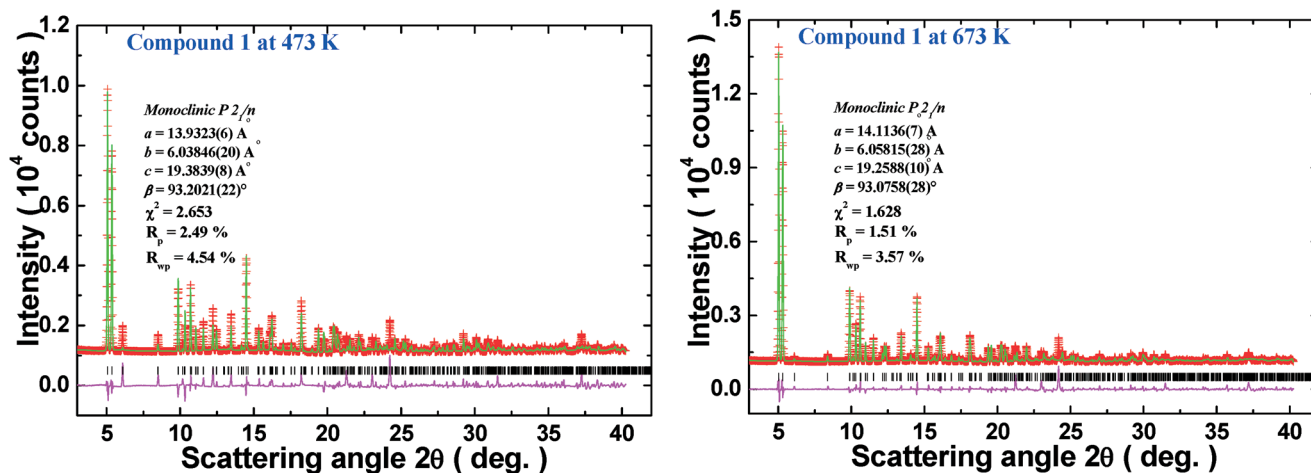 Compound 1 at 473 K
Monoclinic P 2₁/n
a = 13.9323(6) A°
b = 6.03846(20) A°
c = 19.3839(8) A°
β = 93.2021(22)°
χ² = 2.653
Rp = 2.49 %
Rwp = 4.54 %
Intensity ( 10⁴ counts)
1.2
1.0
0.8
0.6
0.4
0.2
0.0
5 10 15 20 25 30 35 40
Scattering angle 2θ ( deg. )
Compound 1 at 673 K
Monoclinic P 2₁/n
a = 14.1136(7) A°
b = 6.05815(28) A°
c = 19.2588(10) A°
β = 93.0758(28)°
χ² = 1.628
Rp = 1.51 %
Rwp = 3.57 %
Intensity ( 10⁴ counts)
1.5
1.2
0.9
0.6
0.3
0.0
5 10 15 20 25 30 35 40
Scattering angle 2θ ( deg. )